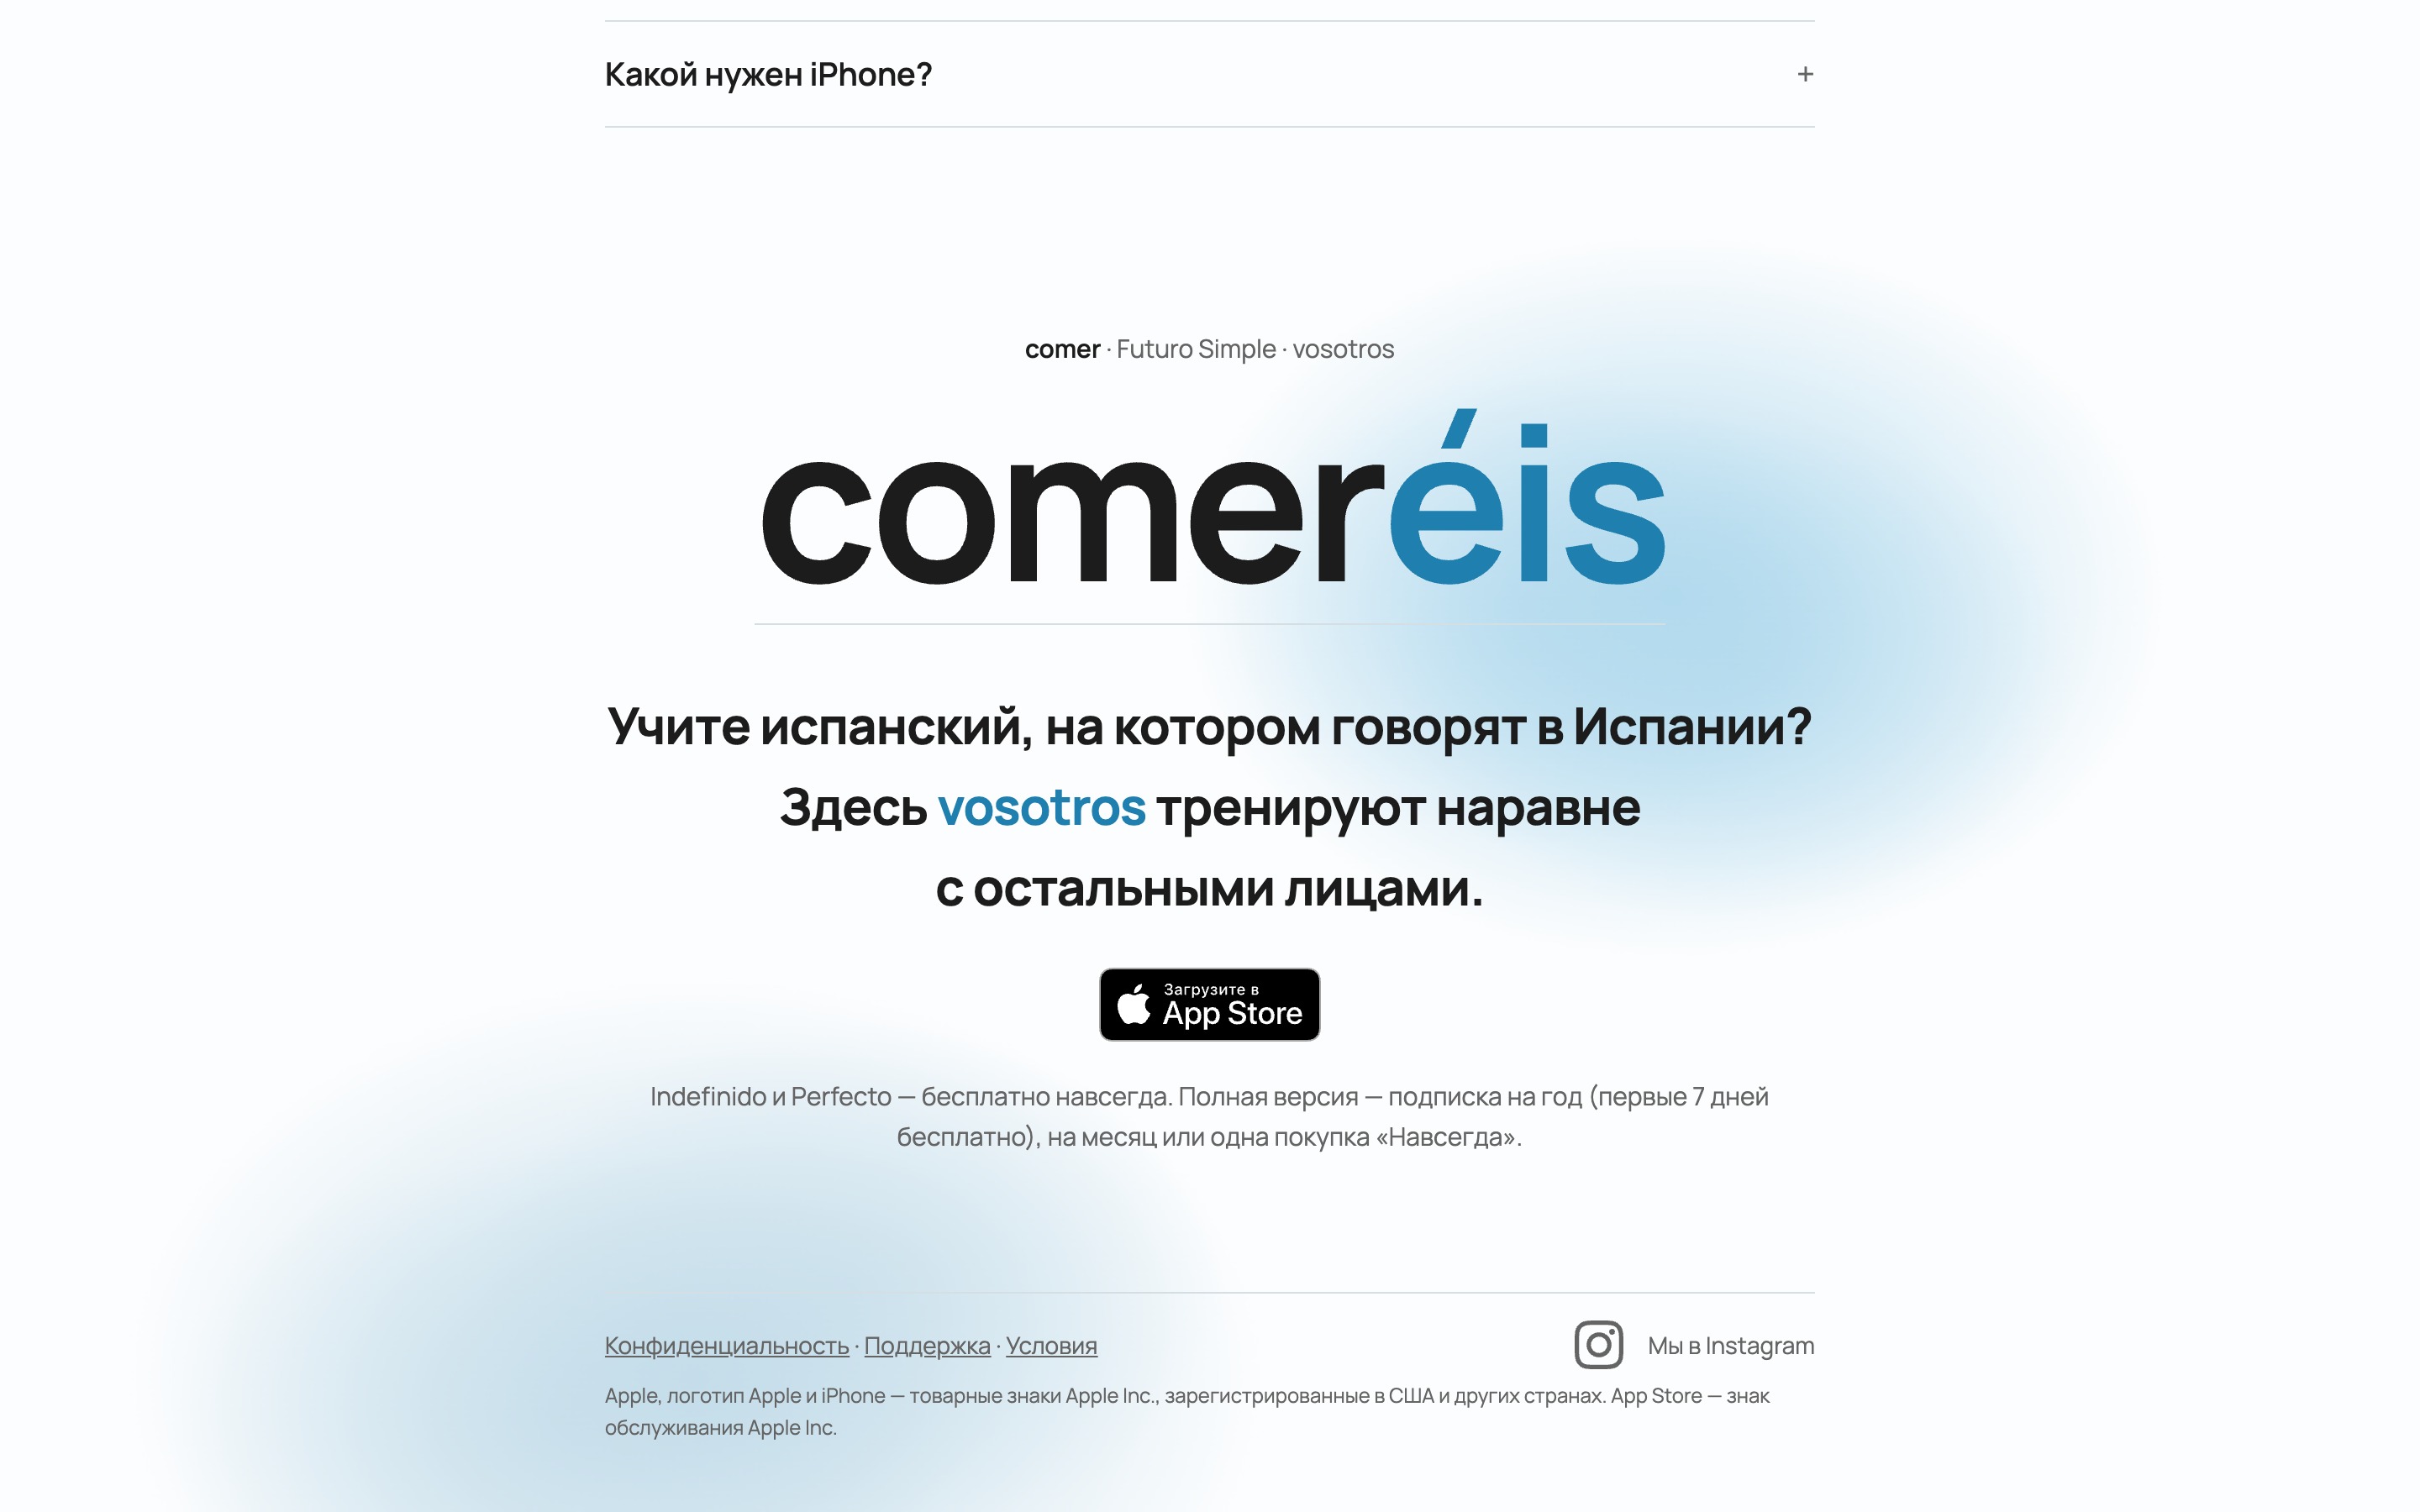 Какой нужен iPhone?
+
comer · Futuro Simple · vosotros
comeréis
Учите испанский, на котором говорят в Испании?
Здесь vosotros тренируют наравне
с остальными лицами.
Загрузите в
App Store
Indefinido и Perfecto — бесплатно навсегда. Полная версия — подписка на год (первые 7 дней
бесплатно), на месяц или одна покупка «Навсегда».
Конфиденциальность · Поддержка · Условия
Мы в Instagram
Apple, логотип Apple и iPhone — товарные знаки Apple Inc., зарегистрированные в США и других странах. App Store — знак
обслуживания Apple Inc.